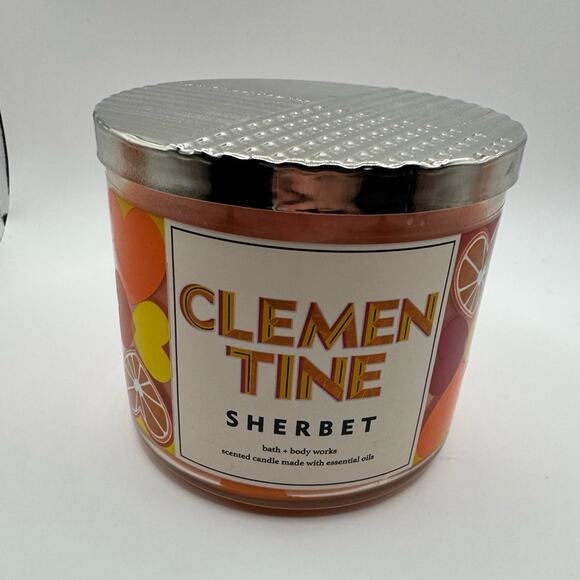 CLEMEN
TINE
SHERBET
bath + body works
scented candle made with essential oils